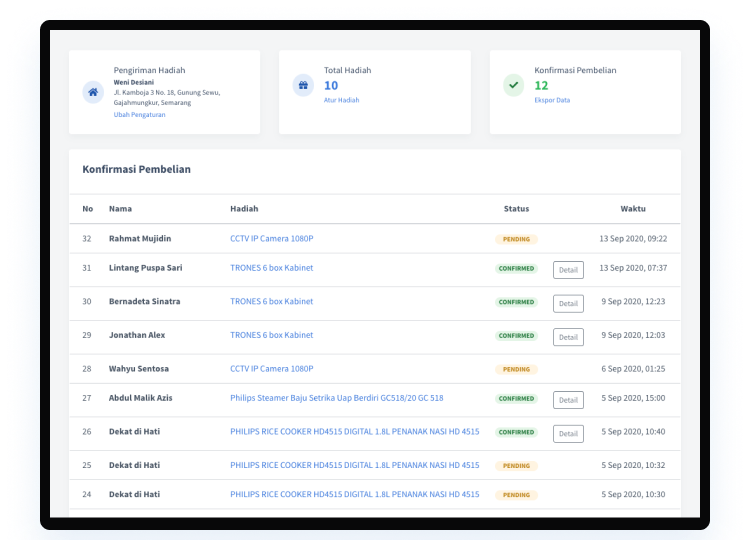 Pengiriman Hadiah
Weni Desiani
Jl. Kamboja 3 No. 18, Gunung Sewu,
Gajahmungkur, Semarang
Ubah Pengaturan
Total Hadiah
10
Atur Hadiah
Konfirmasi Pembelian
12
Ekspor Data
Konfirmasi Pembelian
No Nama Hadiah Status Waktu
32 Rahmat Mujidin CCTV IP Camera 1080P PENDING 13 Sep 2020, 09:22
31 Lintang Puspa Sari TRONES 6 box Kabinet CONFIRMED Detail 13 Sep 2020, 07:37
30 Bernadeta Sinatra TRONES 6 box Kabinet CONFIRMED Detail 9 Sep 2020, 12:23
29 Jonathan Alex TRONES 6 box Kabinet CONFIRMED Detail 9 Sep 2020, 12:03
28 Wahyu Sentosa CCTV IP Camera 1080P PENDING 6 Sep 2020, 01:25
27 Abdul Malik Azis Philips Steamer Baju Setrika Uap Berdiri GC518/20 GC 518 CONFIRMED Detail 5 Sep 2020, 15:00
26 Dekat di Hati PHILIPS RICE COOKER HD4515 DIGITAL 1.8L PENANAK NASI HD 4515 CONFIRMED Detail 5 Sep 2020, 10:40
25 Dekat di Hati PHILIPS RICE COOKER HD4515 DIGITAL 1.8L PENANAK NASI HD 4515 PENDING 5 Sep 2020, 10:32
24 Dekat di Hati PHILIPS RICE COOKER HD4515 DIGITAL 1.8L PENANAK NASI HD 4515 PENDING 5 Sep 2020, 10:30